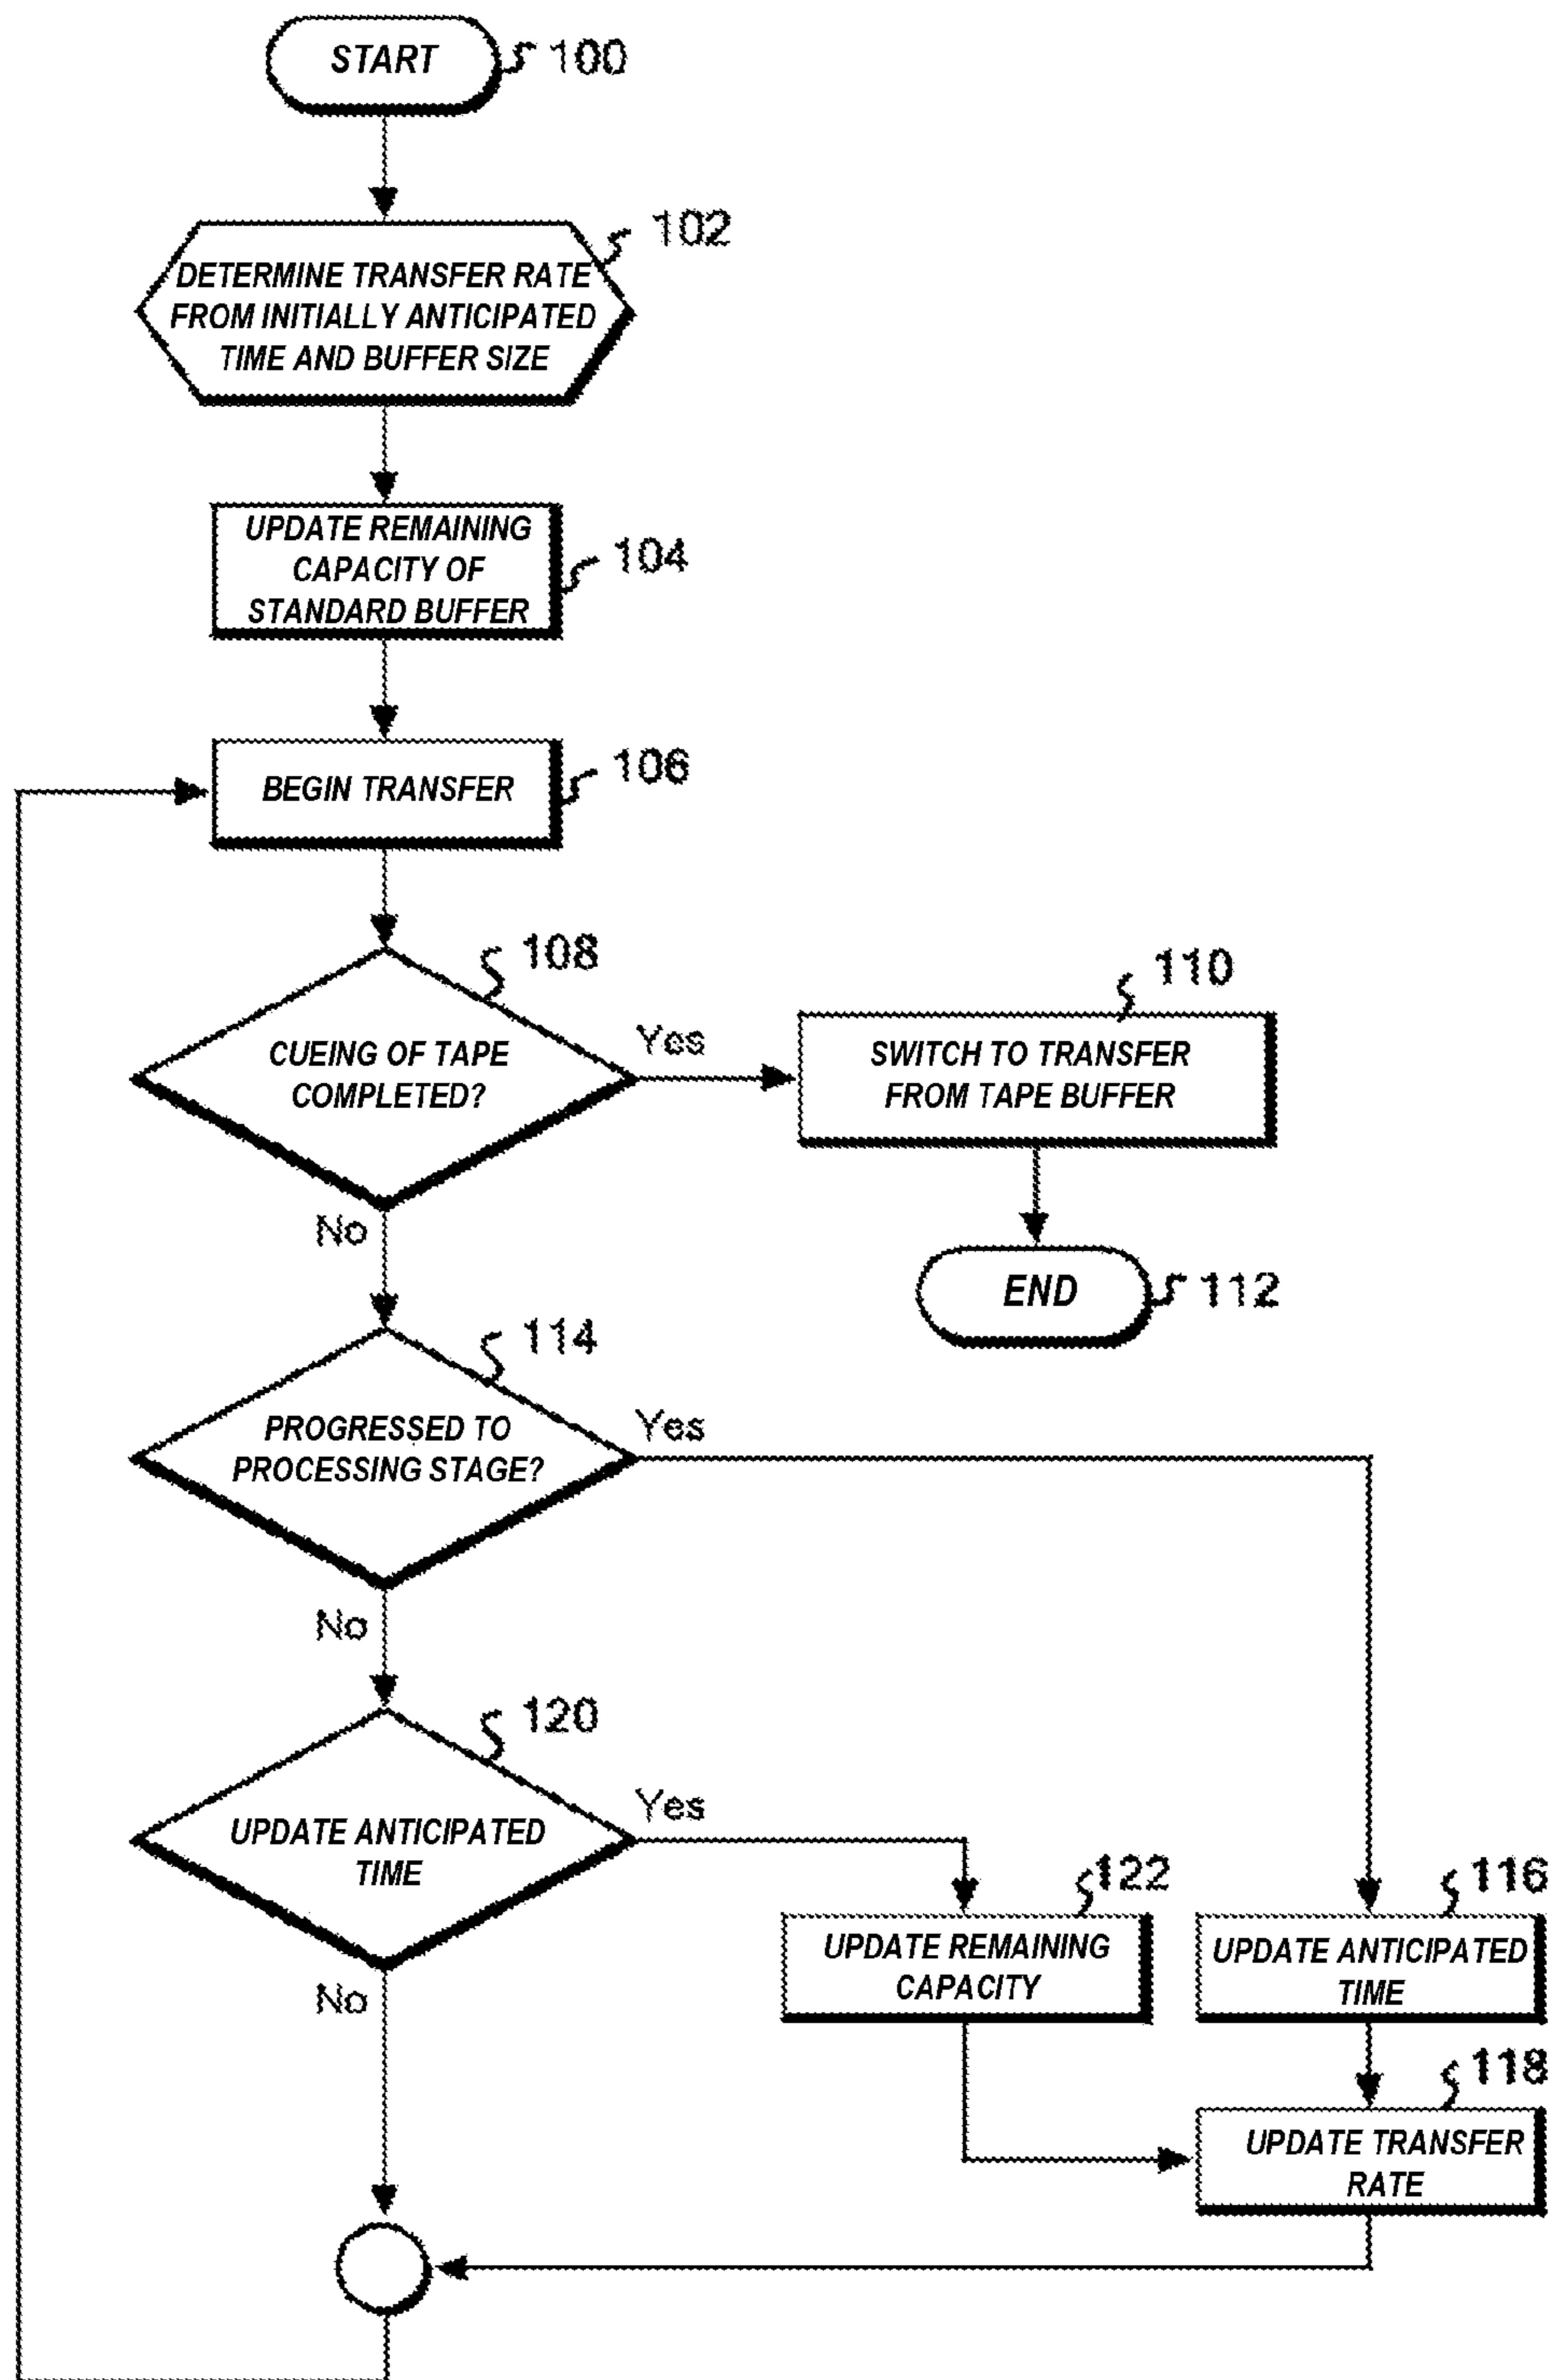 START
100
102
DETERMINE TRANSFER RATE
FROM INITIALLY ANTICIPATED
TIME AND BUFFER SIZE
UPDATE REMAINING
CAPACITY OF
STANDARD BUFFER
104
BEGIN TRANSFER
106
108
CUEING OF TAPE
COMPLETED?
Yes
No
110
SWITCH TO TRANSFER
FROM TAPE BUFFER
END
112
114
PROGRESSED TO
PROCESSING STAGE?
Yes
No
120
UPDATE ANTICIPATED
TIME
Yes
No
122
UPDATE REMAINING
CAPACITY
116
UPDATE ANTICIPATED
TIME
118
UPDATE TRANSFER
RATE